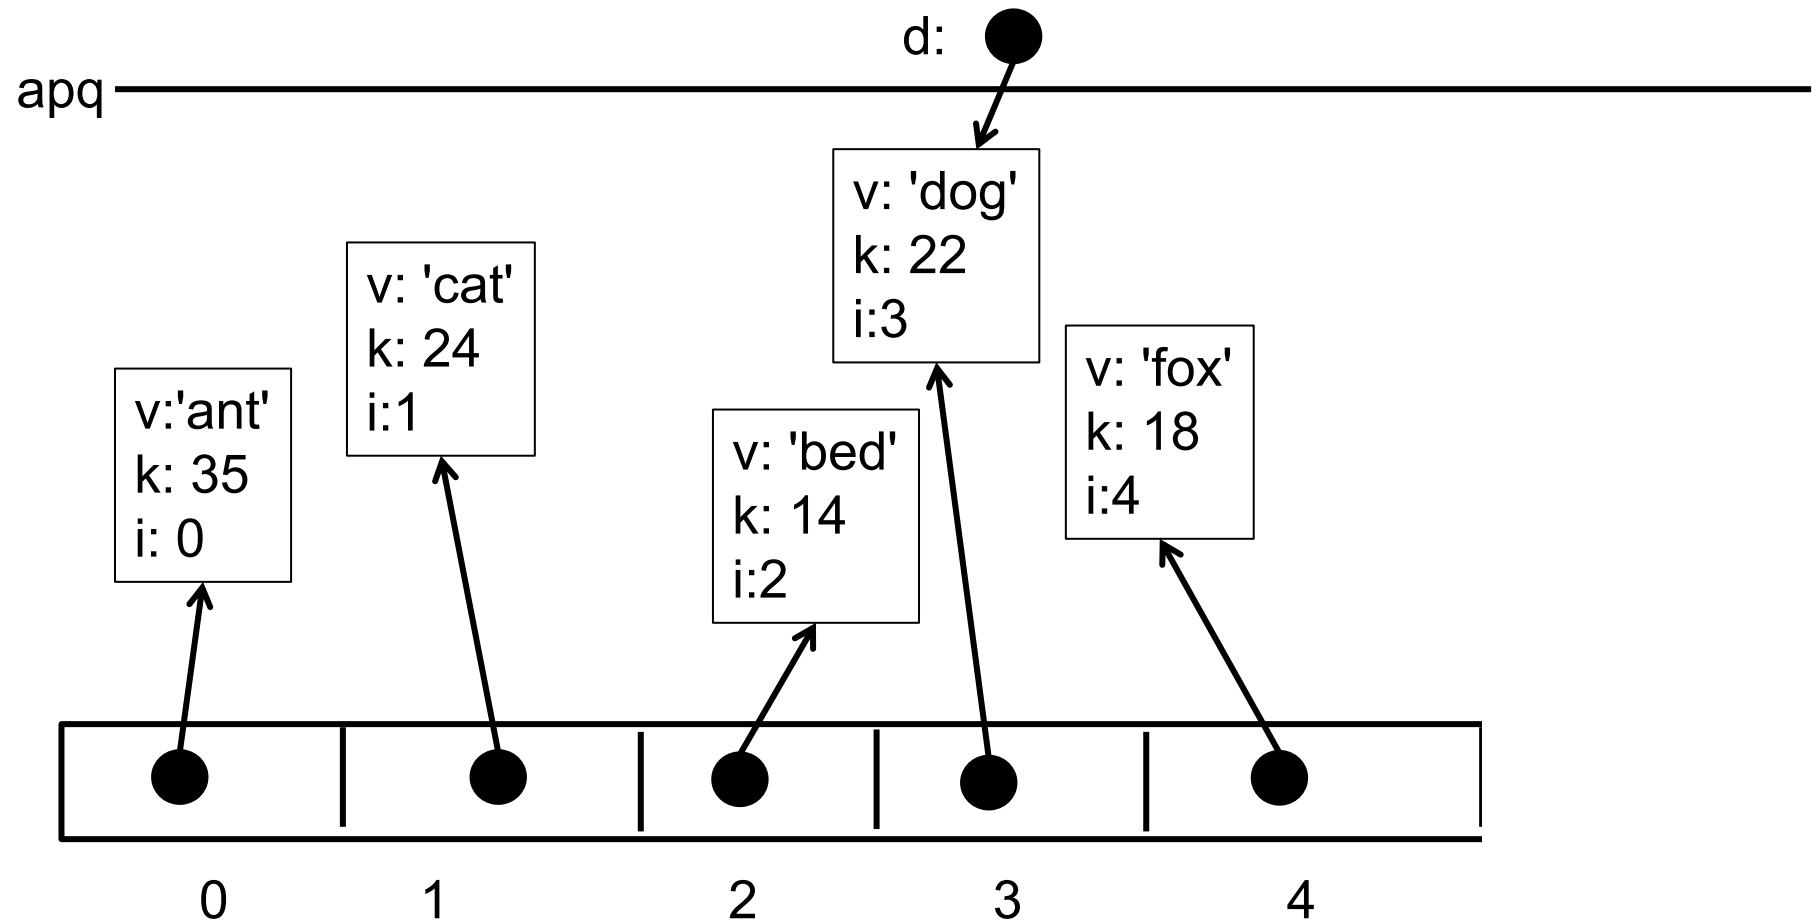 d:
apq
v: 'dog'
k: 22
i:3
v: 'cat'
k: 24
i:1
v: 'fox'
k: 18
i:4
v:'ant'
k: 35
i: 0
v: 'bed'
k: 14
i:2
0 1 2 3 4